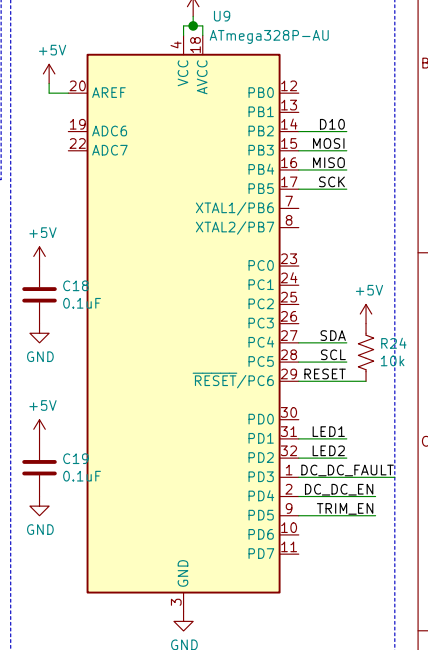 U9
ATmega328P-AU
+5V
4 VCC
18 AVCC
20 AREF
PB0 12
PB1 13
19 ADC6
PB2 14 D10
22 ADC7
PB3 15 MOSI
PB4 16 MISO
PB5 17 SCK
XTAL1/PB6 7
XTAL2/PB7 8
+5V
C18
0.1uF
GND
PC0 23
PC1 24
PC2 25
PC3 26
PC4 27 SDA
PC5 28 SCL
RESET/PC6 29 RESET
+5V
R24
10k
+5V
C19
0.1uF
GND
PD0 30
PD1 31 LED1
PD2 32 LED2
PD3 1 DC_DC_FAULT
PD4 2 DC_DC_EN
PD5 9 TRIM_EN
PD6 10
PD7 11
GND
3
GND
B
C